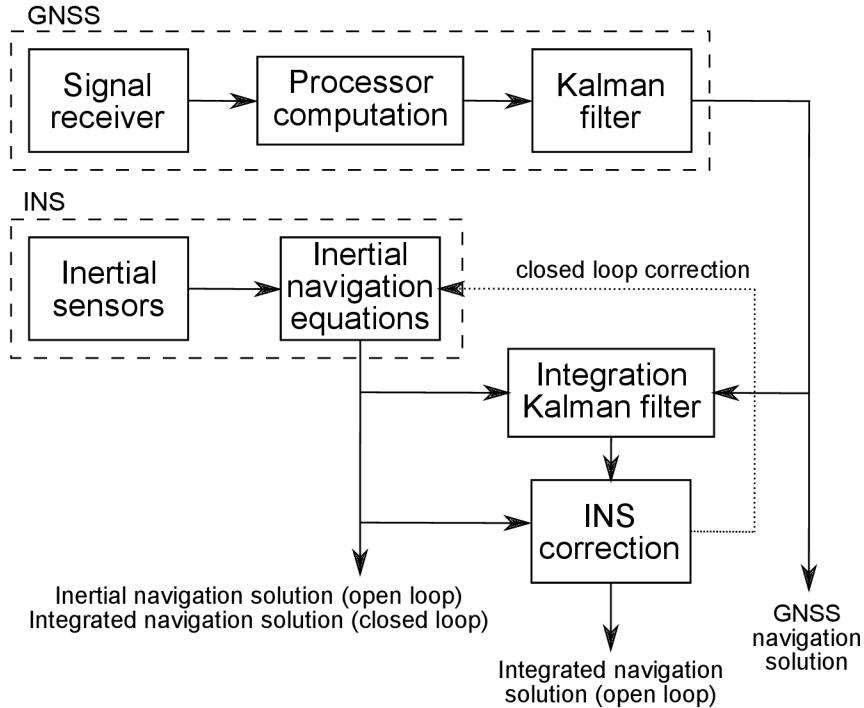 GNSS
Signal
receiver
Processor
computation
Kalman
filter
INS
Inertial
sensors
Inertial
navigation
equations
closed loop correction
Integration
Kalman filter
INS
correction
Inertial navigation solution (open loop)
Integrated navigation solution (closed loop)
GNSS
navigation
solution
Integrated navigation
solution (open loop)